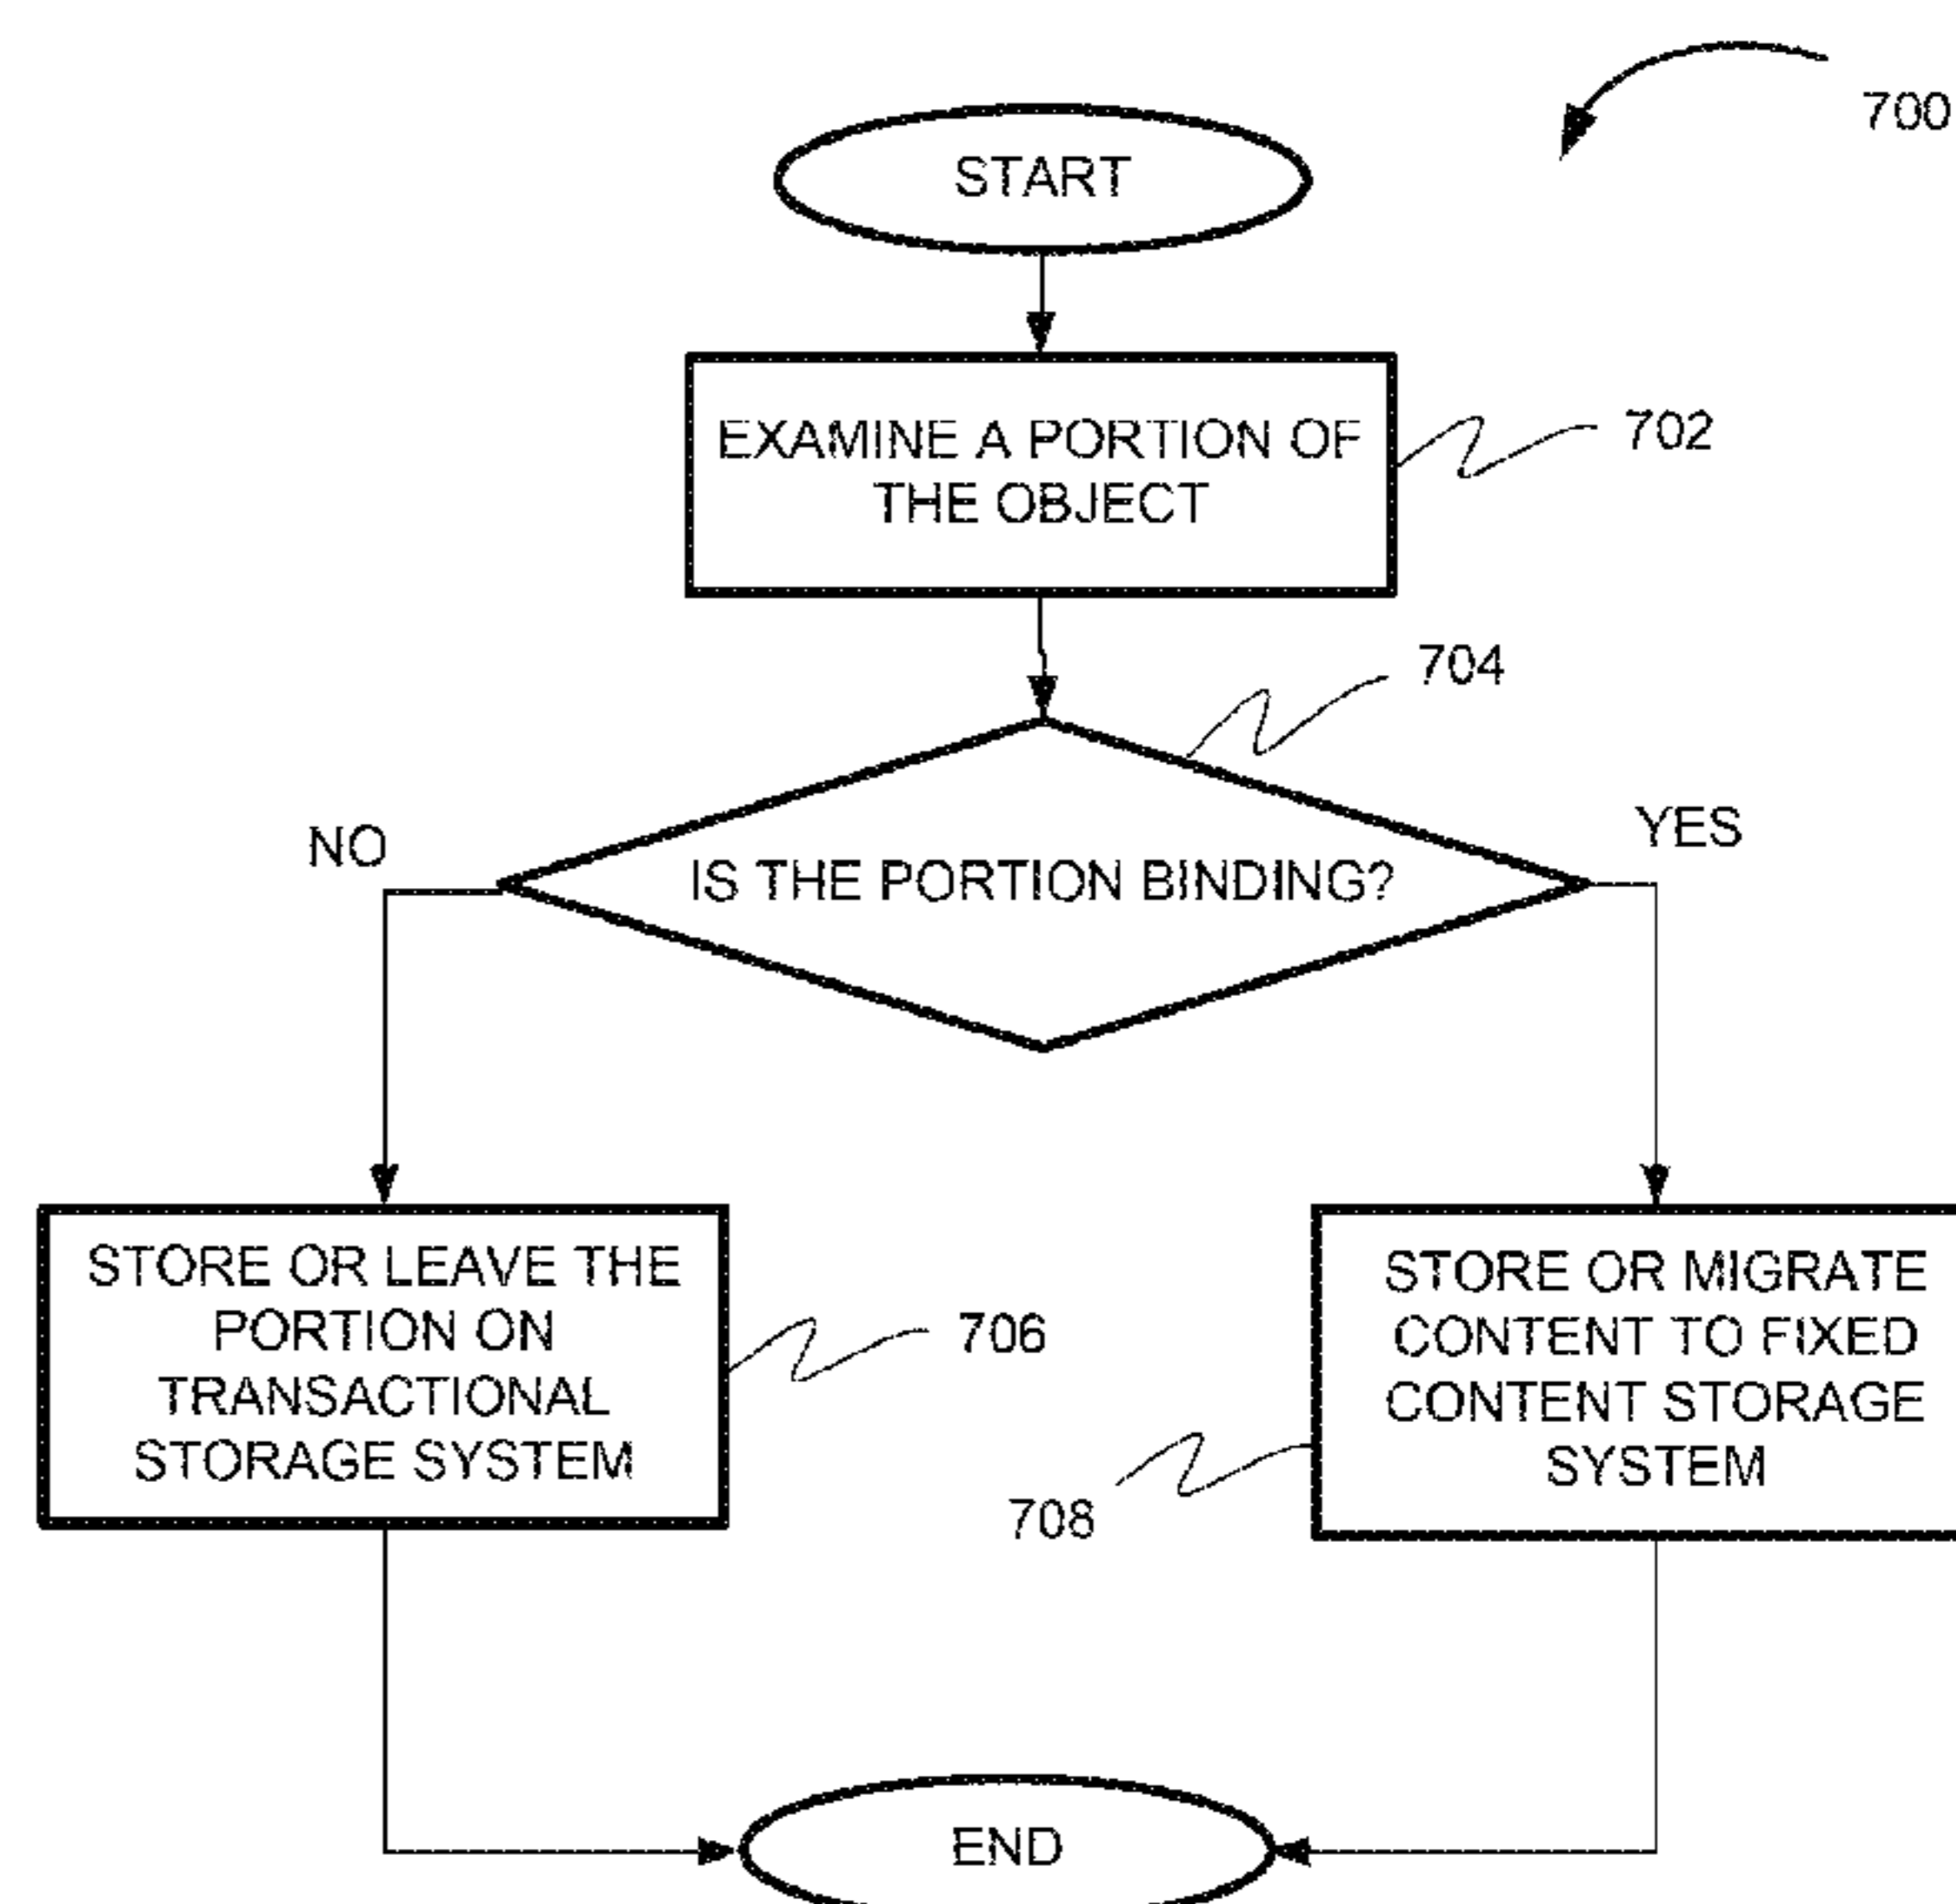 700
START
EXAMINE A PORTION OF
THE OBJECT
702
704
NO
YES
IS THE PORTION BINDING?
STORE OR LEAVE THE
PORTION ON
TRANSACTIONAL
STORAGE SYSTEM
706
STORE OR MIGRATE
CONTENT TO FIXED
CONTENT STORAGE
SYSTEM
708
END